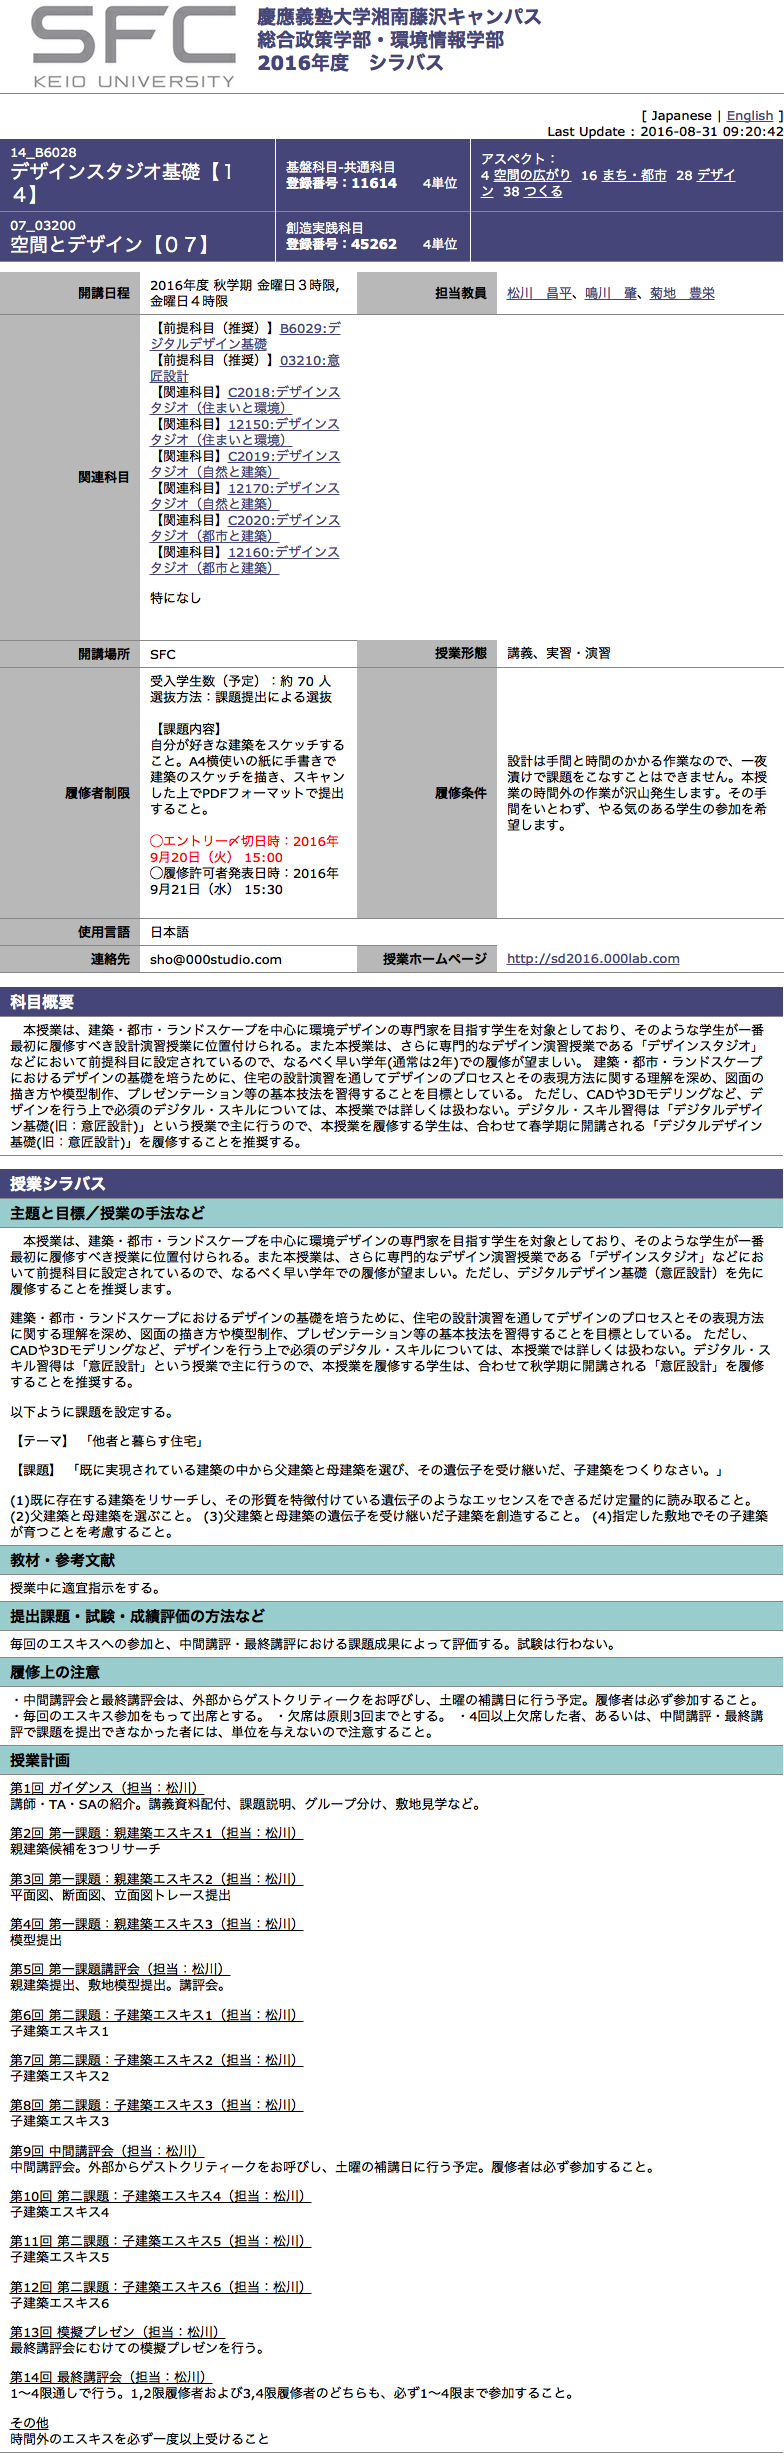 SFC
KEIO UNIVERSITY
慶應義塾大学湘南藤沢キャンパス
総合政策学部・環境情報学部
2016年度　シラバス
[ Japanese | English ]
Last Update : 2016-08-31 09:20:42
14_B6028
デザインスタジオ基礎【１
４】
基盤科目-共通科目
登録番号：11614　　4単位
アスペクト：
4 空間の広がり　16 まち・都市　28 デザイ
ン　38 つくる
07_03200
空間とデザイン【０７】
創造実践科目
登録番号：45262　　4単位
開講日程
2016年度 秋学期 金曜日３時限,
金曜日４時限
担当教員
松川　昌平、鳴川　肇、菊地　豊栄
関連科目
【前提科目（推奨）】B6029:デ
ジタルデザイン基礎
【前提科目（推奨）】03210:意
匠設計
【関連科目】C2018:デザインス
タジオ（住まいと環境）
【関連科目】12150:デザインス
タジオ（住まいと環境）
【関連科目】C2019:デザインス
タジオ（自然と建築）
【関連科目】12170:デザインス
タジオ（自然と建築）
【関連科目】C2020:デザインス
タジオ（都市と建築）
【関連科目】12160:デザインス
タジオ（都市と建築）
特になし
開講場所
SFC
授業形態
講義、実習・演習
履修者制限
受入学生数（予定）：約 70 人
選抜方法：課題提出による選抜
【課題内容】
自分が好きな建築をスケッチする
こと。A4横使いの紙に手書きで
建築のスケッチを描き、スキャン
した上でPDFフォーマットで提出
すること。
◯エントリー〆切日時：2016年
9月20日（火） 15:00
◯履修許可者発表日時：2016年
9月21日（水） 15:30
履修条件
設計は手間と時間のかかる作業なので、一夜
漬けで課題をこなすことはできません。本授
業の時間外の作業が沢山発生します。その手
間をいとわず、やる気のある学生の参加を希
望します。
使用言語
日本語
連絡先
sho@000studio.com
授業ホームページ
http://sd2016.000lab.com
科目概要
　本授業は、建築・都市・ランドスケープを中心に環境デザインの専門家を目指す学生を対象としており、そのような学生が一番
最初に履修すべき設計演習授業に位置付けられる。また本授業は、さらに専門的なデザイン演習授業である「デザインスタジオ」
などにおいて前提科目に設定されているので、なるべく早い学年(通常は2年)での履修が望ましい。 建築・都市・ランドスケープ
におけるデザインの基礎を培うために、住宅の設計演習を通してデザインのプロセスとその表現方法に関する理解を深め、図面の
描き方や模型制作、プレゼンテーション等の基本技法を習得することを目標としている。 ただし、CADや3Dモデリングなど、デ
ザインを行う上で必須のデジタル・スキルについては、本授業では詳しくは扱わない。デジタル・スキル習得は「デジタルデザイ
ン基礎(旧：意匠設計)」という授業で主に行うので、本授業を履修する学生は、合わせて春学期に開講される「デジタルデザイン
基礎(旧：意匠設計)」を履修することを推奨する。
授業シラバス
主題と目標／授業の手法など
　本授業は、建築・都市・ランドスケープを中心に環境デザインの専門家を目指す学生を対象としており、そのような学生が一番
最初に履修すべき授業に位置付けられる。また本授業は、さらに専門的なデザイン演習授業である「デザインスタジオ」などにお
いて前提科目に設定されているので、なるべく早い学年での履修が望ましい。ただし、デジタルデザイン基礎（意匠設計）を先に
履修することを推奨します。
建築・都市・ランドスケープにおけるデザインの基礎を培うために、住宅の設計演習を通してデザインのプロセスとその表現方法
に関する理解を深め、図面の描き方や模型制作、プレゼンテーション等の基本技法を習得することを目標としている。 ただし、
CADや3Dモデリングなど、デザインを行う上で必須のデジタル・スキルについては、本授業では詳しくは扱わない。デジタル・ス
キル習得は「意匠設計」という授業で主に行うので、本授業を履修する学生は、合わせて秋学期に開講される「意匠設計」を履修
することを推奨する。
以下ように課題を設定する。
【テーマ】 「他者と暮らす住宅」
【課題】 「既に実現されている建築の中から父建築と母建築を選び、その遺伝子を受け継いだ、子建築をつくりなさい。」
(1)既に存在する建築をリサーチし、その形質を特徴付けている遺伝子のようなエッセンスをできるだけ定量的に読み取ること。
(2)父建築と母建築を選ぶこと。 (3)父建築と母建築の遺伝子を受け継いだ子建築を創造すること。 (4)指定した敷地でその子建築
が育つことを考慮すること。
教材・参考文献
授業中に適宜指示をする。
提出課題・試験・成績評価の方法など
毎回のエスキスへの参加と、中間講評・最終講評における課題成果によって評価する。試験は行わない。
履修上の注意
・中間講評会と最終講評会は、外部からゲストクリティークをお呼びし、土曜の補講日に行う予定。履修者は必ず参加すること。
・毎回のエスキス参加をもって出席とする。 ・欠席は原則3回までとする。 ・4回以上欠席した者、あるいは、中間講評・最終講
評で課題を提出できなかった者には、単位を与えないので注意すること。
授業計画
第1回 ガイダンス（担当：松川）
講師・TA・SAの紹介。講義資料配付、課題説明、グループ分け、敷地見学など。
第2回 第一課題：親建築エスキス1（担当：松川）
親建築候補を3つリサーチ
第3回 第一課題：親建築エスキス2（担当：松川）
平面図、断面図、立面図トレース提出
第4回 第一課題：親建築エスキス3（担当：松川）
模型提出
第5回 第一課題講評会（担当：松川）
親建築提出、敷地模型提出。講評会。
第6回 第二課題：子建築エスキス1（担当：松川）
子建築エスキス1
第7回 第二課題：子建築エスキス2（担当：松川）
子建築エスキス2
第8回 第二課題：子建築エスキス3（担当：松川）
子建築エスキス3
第9回 中間講評会（担当：松川）
中間講評会。外部からゲストクリティークをお呼びし、土曜の補講日に行う予定。履修者は必ず参加すること。
第10回 第二課題：子建築エスキス4（担当：松川）
子建築エスキス4
第11回 第二課題：子建築エスキス5（担当：松川）
子建築エスキス5
第12回 第二課題：子建築エスキス6（担当：松川）
子建築エスキス6
第13回 模擬プレゼン（担当：松川）
最終講評会にむけての模擬プレゼンを行う。
第14回 最終講評会（担当：松川）
1〜4限通しで行う。1,2限履修者および3,4限履修者のどちらも、必ず1〜4限まで参加すること。
その他
時間外のエスキスを必ず一度以上受けること